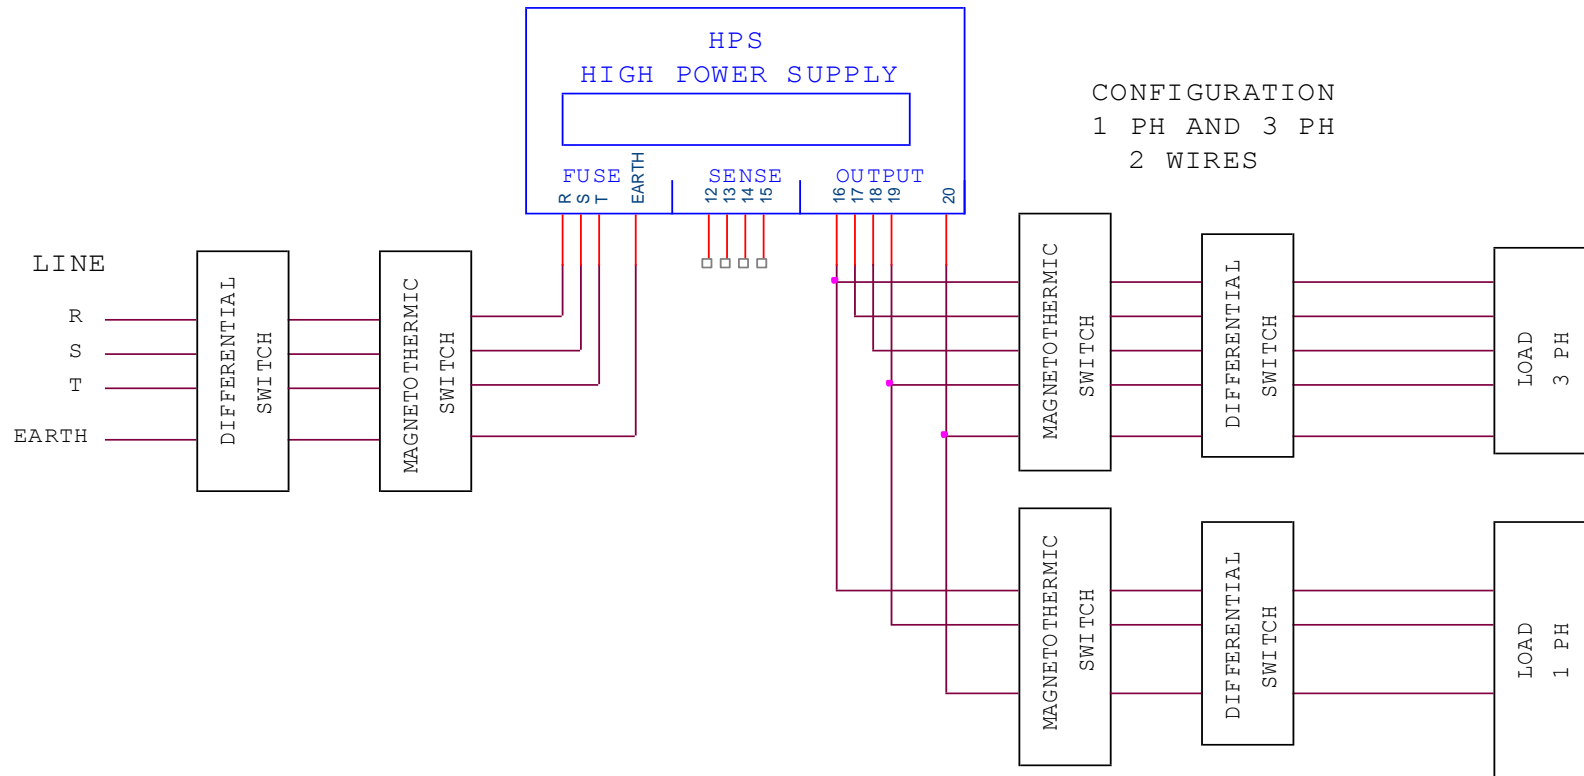 HPS
HIGH POWER SUPPLY
FUSE
SENSE
OUTPUT
R
S
T
EARTH
12
13
14
15
16
17
18
19
20
CONFIGURATION
1 PH AND 3 PH
2 WIRES
LINE
R
S
T
EARTH
DIFFERENTIAL
SWITCH
MAGNETOTHERMIC
SWITCH
MAGNETOTHERMIC
SWITCH
DIFFERENTIAL
SWITCH
LOAD
3 PH
MAGNETOTHERMIC
SWITCH
DIFFERENTIAL
SWITCH
LOAD
1 PH